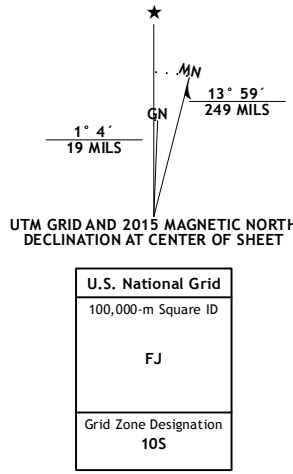 ★
MN
GN
13° 59´
249 MILS
1° 4´
19 MILS
UTM GRID AND 2015 MAGNETIC NORTH
DECLINATION AT CENTER OF SHEET
U.S. National Grid
100,000-m Square ID
FJ
Grid Zone Designation
10S